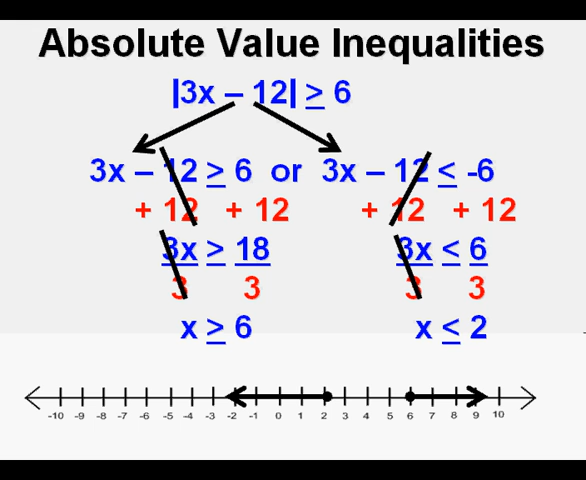 Absolute Value Inequalities
|3x – 12| ≥ 6
3x – 12 ≥ 6 or 3x – 12 ≤ -6
+ 12 + 12 + 12 + 12
3x ≥ 18 3x ≤ 6
3 3 3 3
x ≥ 6 x ≤ 2
-10 -9 -8 -7 -6 -5 -4 -3 -2 -1 0 1 2 3 4 5 6 7 8 9 10